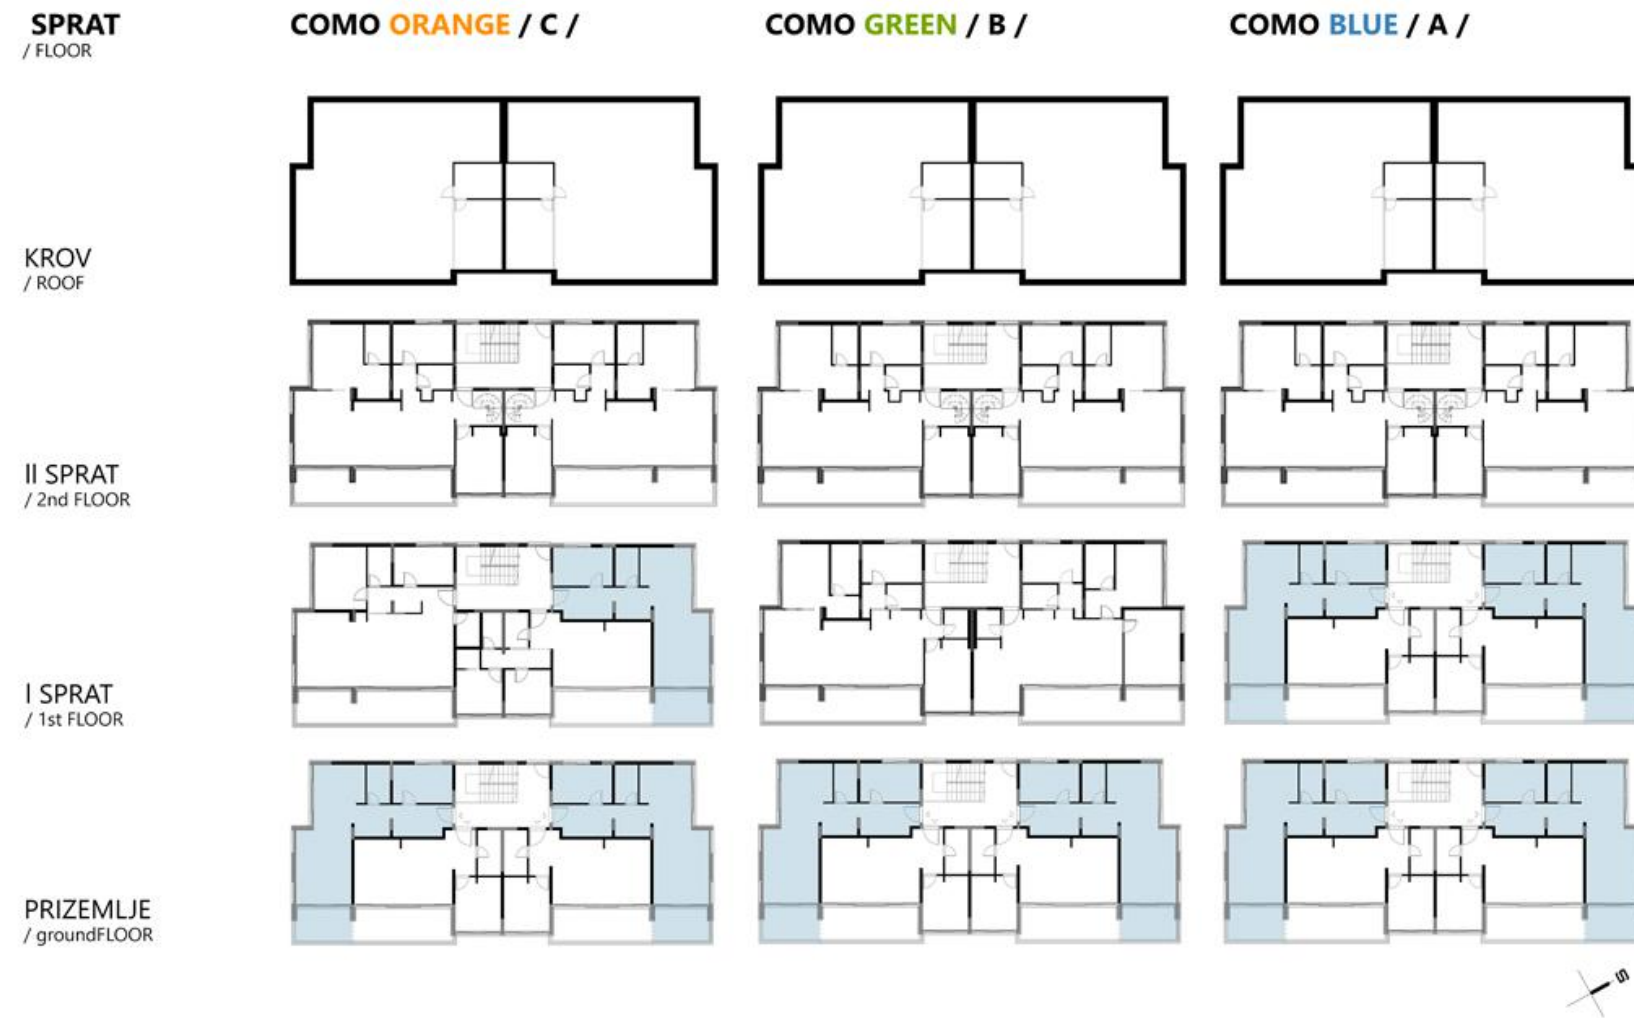 SPRAT
/ FLOOR
COMO ORANGE / C /
COMO GREEN / B /
COMO BLUE / A /
KROV
/ ROOF
II SPRAT
/ 2nd FLOOR
I SPRAT
/ 1st FLOOR
PRIZEMLJE
/ groundFLOOR
S